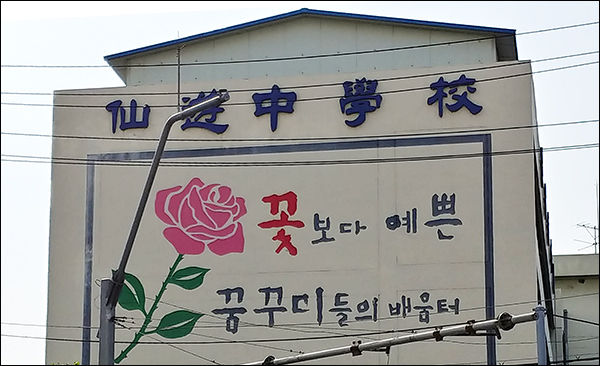 仙遊中學校
꽃보다 예쁜
꿈꾸미들의 배움터